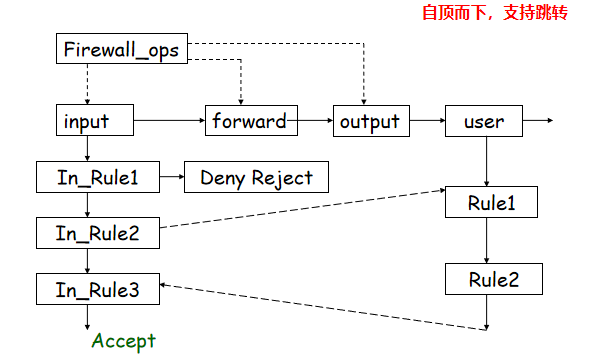 自顶而下，支持跳转
Firewall_ops
input
forward
output
user
In_Rule1
Deny Reject
Rule1
In_Rule2
Rule2
In_Rule3
Accept